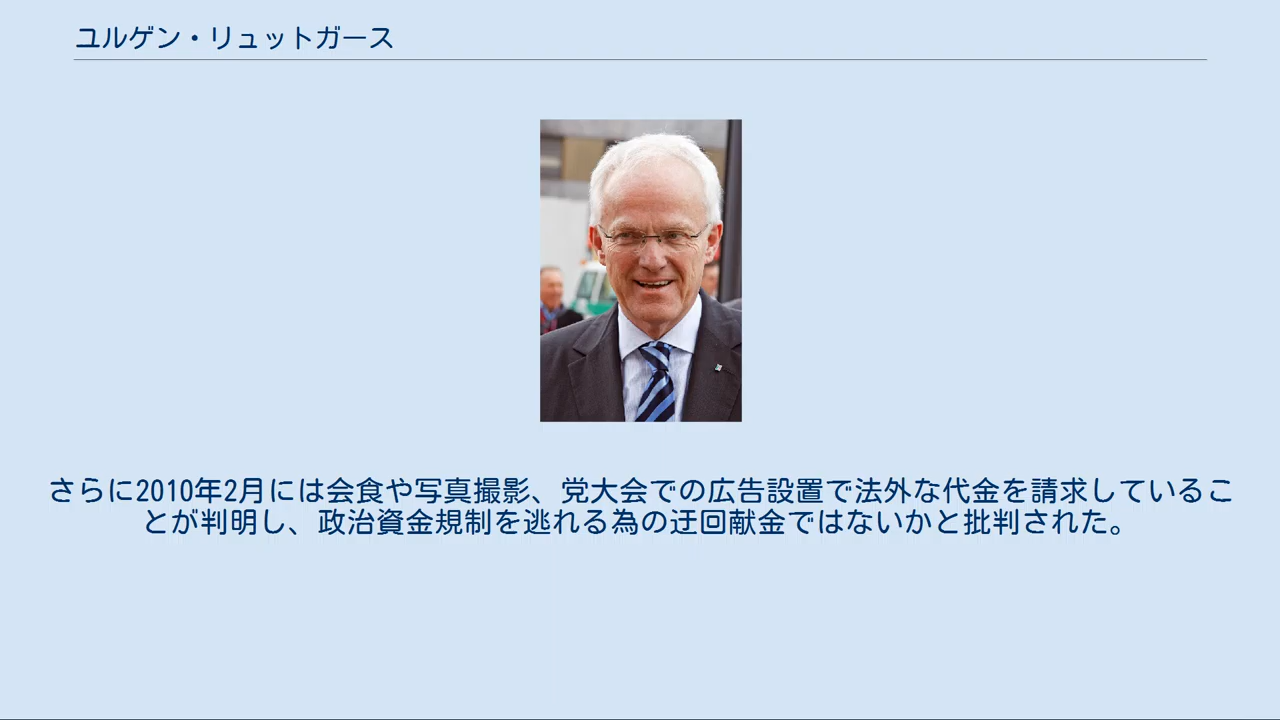 ユルゲン・リュットガース
さらに2010年2月には会食や写真撮影、党大会での広告設置で法外な代金を請求しているこ
とが判明し、政治資金規制を逃れる為の迂回献金ではないかと批判された。